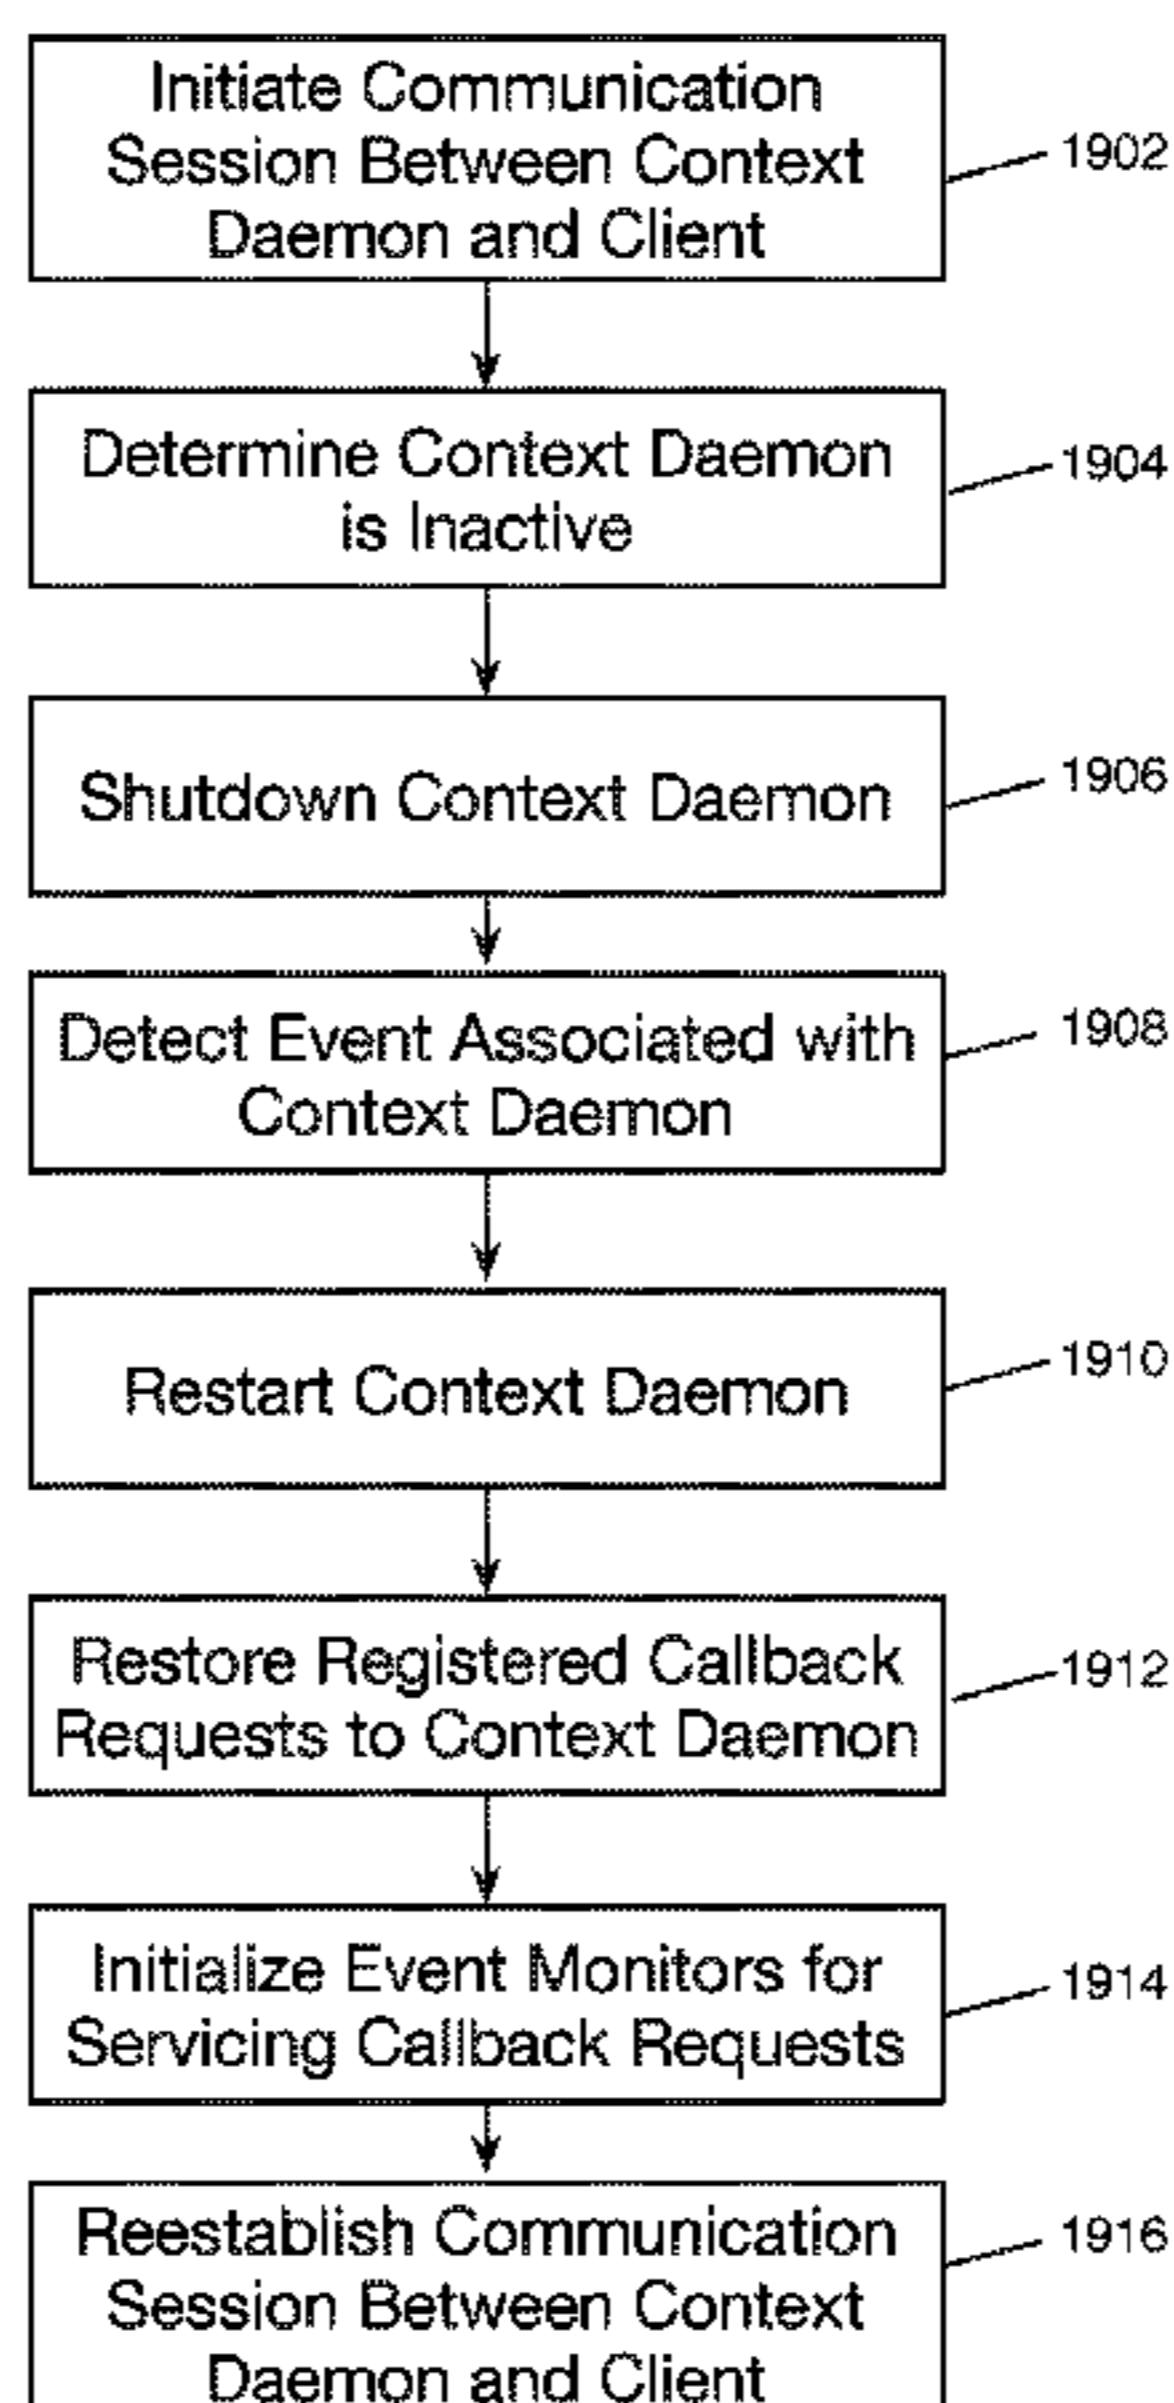 Initiate Communication
Session Between Context
Daemon and Client
1902
Determine Context Daemon
is Inactive
1904
Shutdown Context Daemon
1906
Detect Event Associated with
Context Daemon
1908
Restart Context Daemon
1910
Restore Registered Callback
Requests to Context Daemon
1912
Initialize Event Monitors for
Servicing Callback Requests
1914
Reestablish Communication
Session Between Context
Daemon and Client
1916